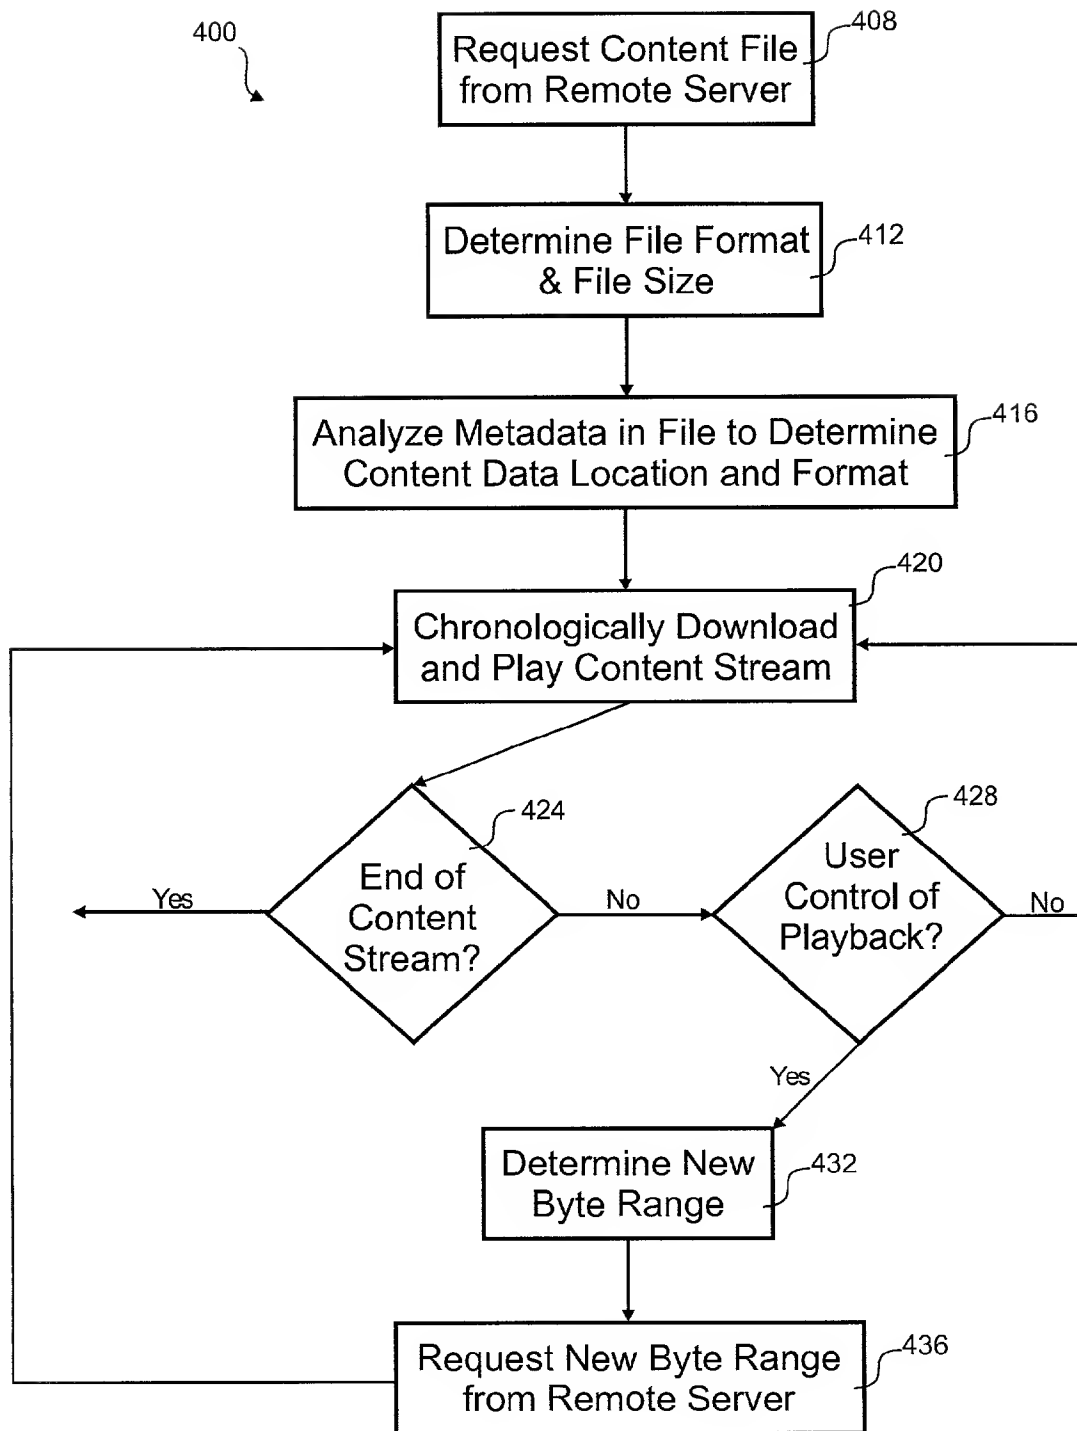 400
408
Request Content File
from Remote Server
Determine File Format
& File Size
412
Analyze Metadata in File to Determine
Content Data Location and Format
416
420
Chronologically Download
and Play Content Stream
424
End of
Content
Stream?
Yes
No
428
User
Control of
Playback?
No
Yes
Determine New
Byte Range
432
Request New Byte Range
from Remote Server
436